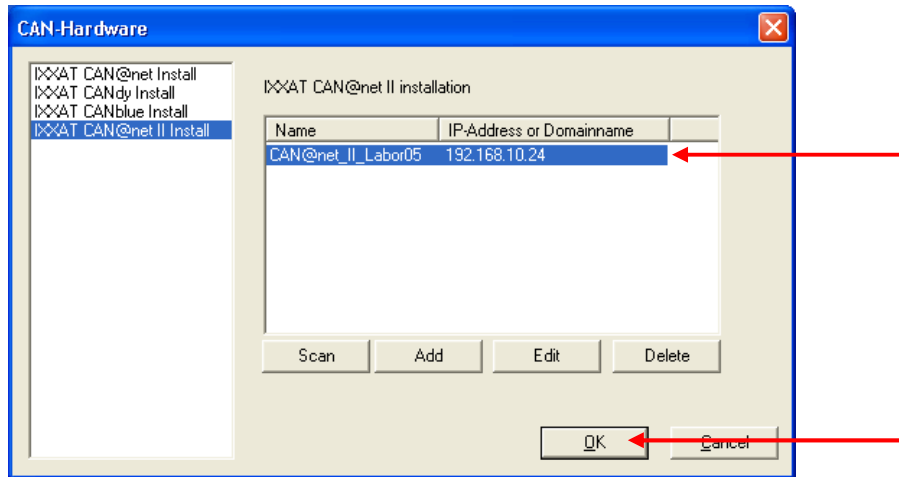 CAN-Hardware
IXXAT CAN@net Install
IXXAT CANdy Install
IXXAT CANblue Install
IXXAT CAN@net II Install
IXXAT CAN@net II installation
Name IP-Address or Domainname
CAN@net_II_Labor05 192.168.10.24
Scan Add Edit Delete
OK Cancel